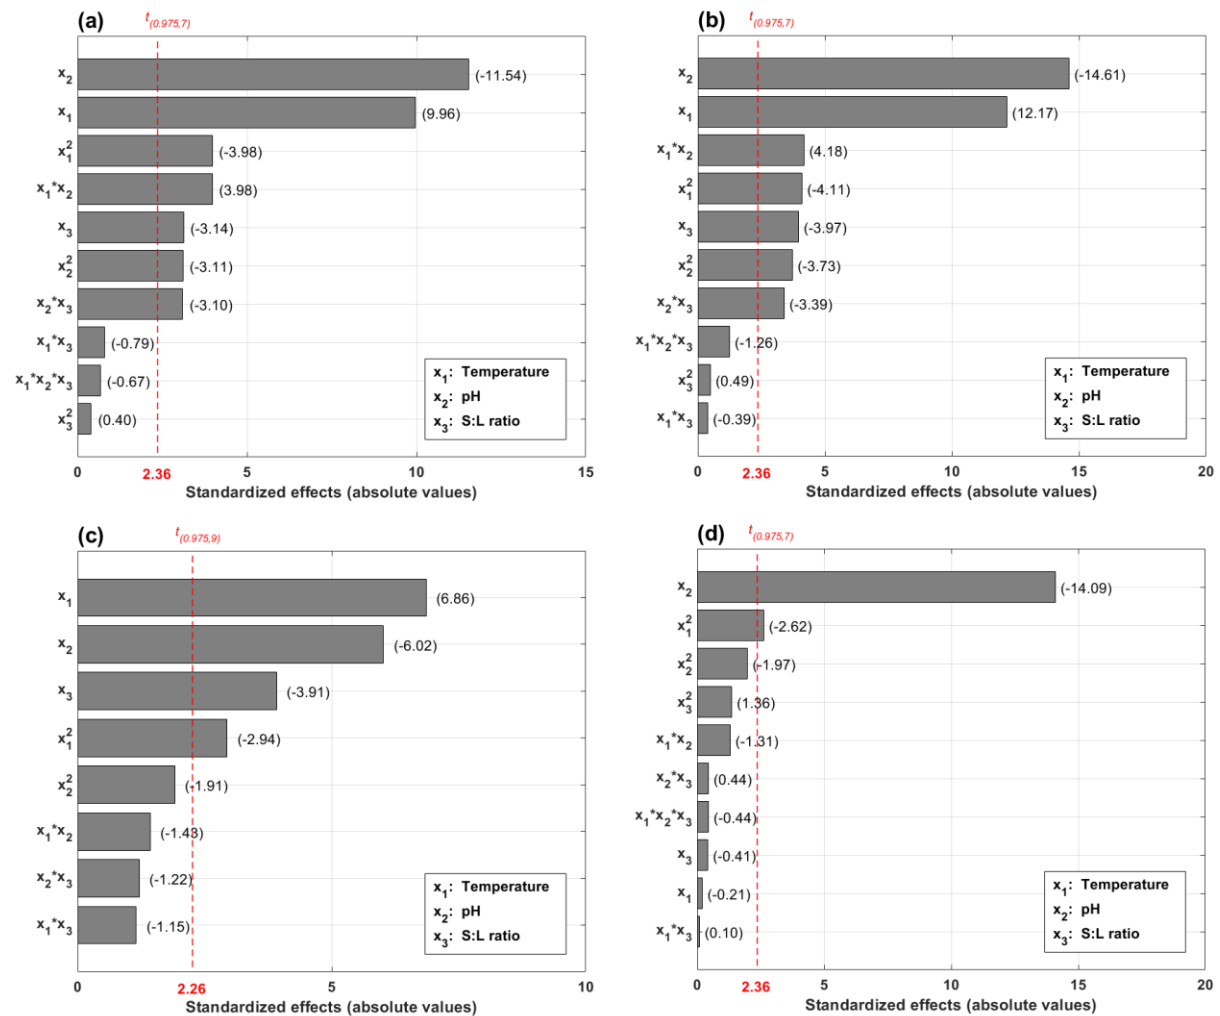 (a)
t(0.975,7)
x₂
(-11.54)
x₁
(9.96)
x₁²
(-3.98)
x₁*x₂
(3.98)
x₃
(-3.14)
x₂²
(-3.11)
x₂*x₃
(-3.10)
x₁*x₃
(-0.79)
x₁*x₂*x₃
(-0.67)
x₃²
(0.40)
x₁: Temperature
x₂: pH
x₃: S:L ratio
0 5 10 15
2.36
Standardized effects (absolute values)
(b)
t(0.975,7)
x₂
(-14.61)
x₁
(12.17)
x₁*x₂
(4.18)
x₁²
(-4.11)
x₃
(-3.97)
x₂²
(-3.73)
x₂*x₃
(-3.39)
x₁*x₂*x₃
(-1.26)
x₃²
(0.49)
x₁*x₃
(-0.39)
x₁: Temperature
x₂: pH
x₃: S:L ratio
0 5 10 15 20
2.36
Standardized effects (absolute values)
(c)
t(0.975,9)
x₁
(6.86)
x₂
(-6.02)
x₃
(-3.91)
x₁²
(-2.94)
x₂²
(-1.91)
x₁*x₂
(-1.43)
x₂*x₃
(-1.22)
x₁*x₃
(-1.15)
x₁: Temperature
x₂: pH
x₃: S:L ratio
0 5 10
2.26
Standardized effects (absolute values)
(d)
t(0.975,7)
x₂
(-14.09)
x₁²
(-2.62)
x₂²
(-1.97)
x₃²
(1.36)
x₁*x₂
(-1.31)
x₂*x₃
(0.44)
x₁*x₂*x₃
(-0.44)
x₃
(-0.41)
x₁
(-0.21)
x₁*x₃
(0.10)
x₁: Temperature
x₂: pH
x₃: S:L ratio
0 5 10 15 20
2.36
Standardized effects (absolute values)